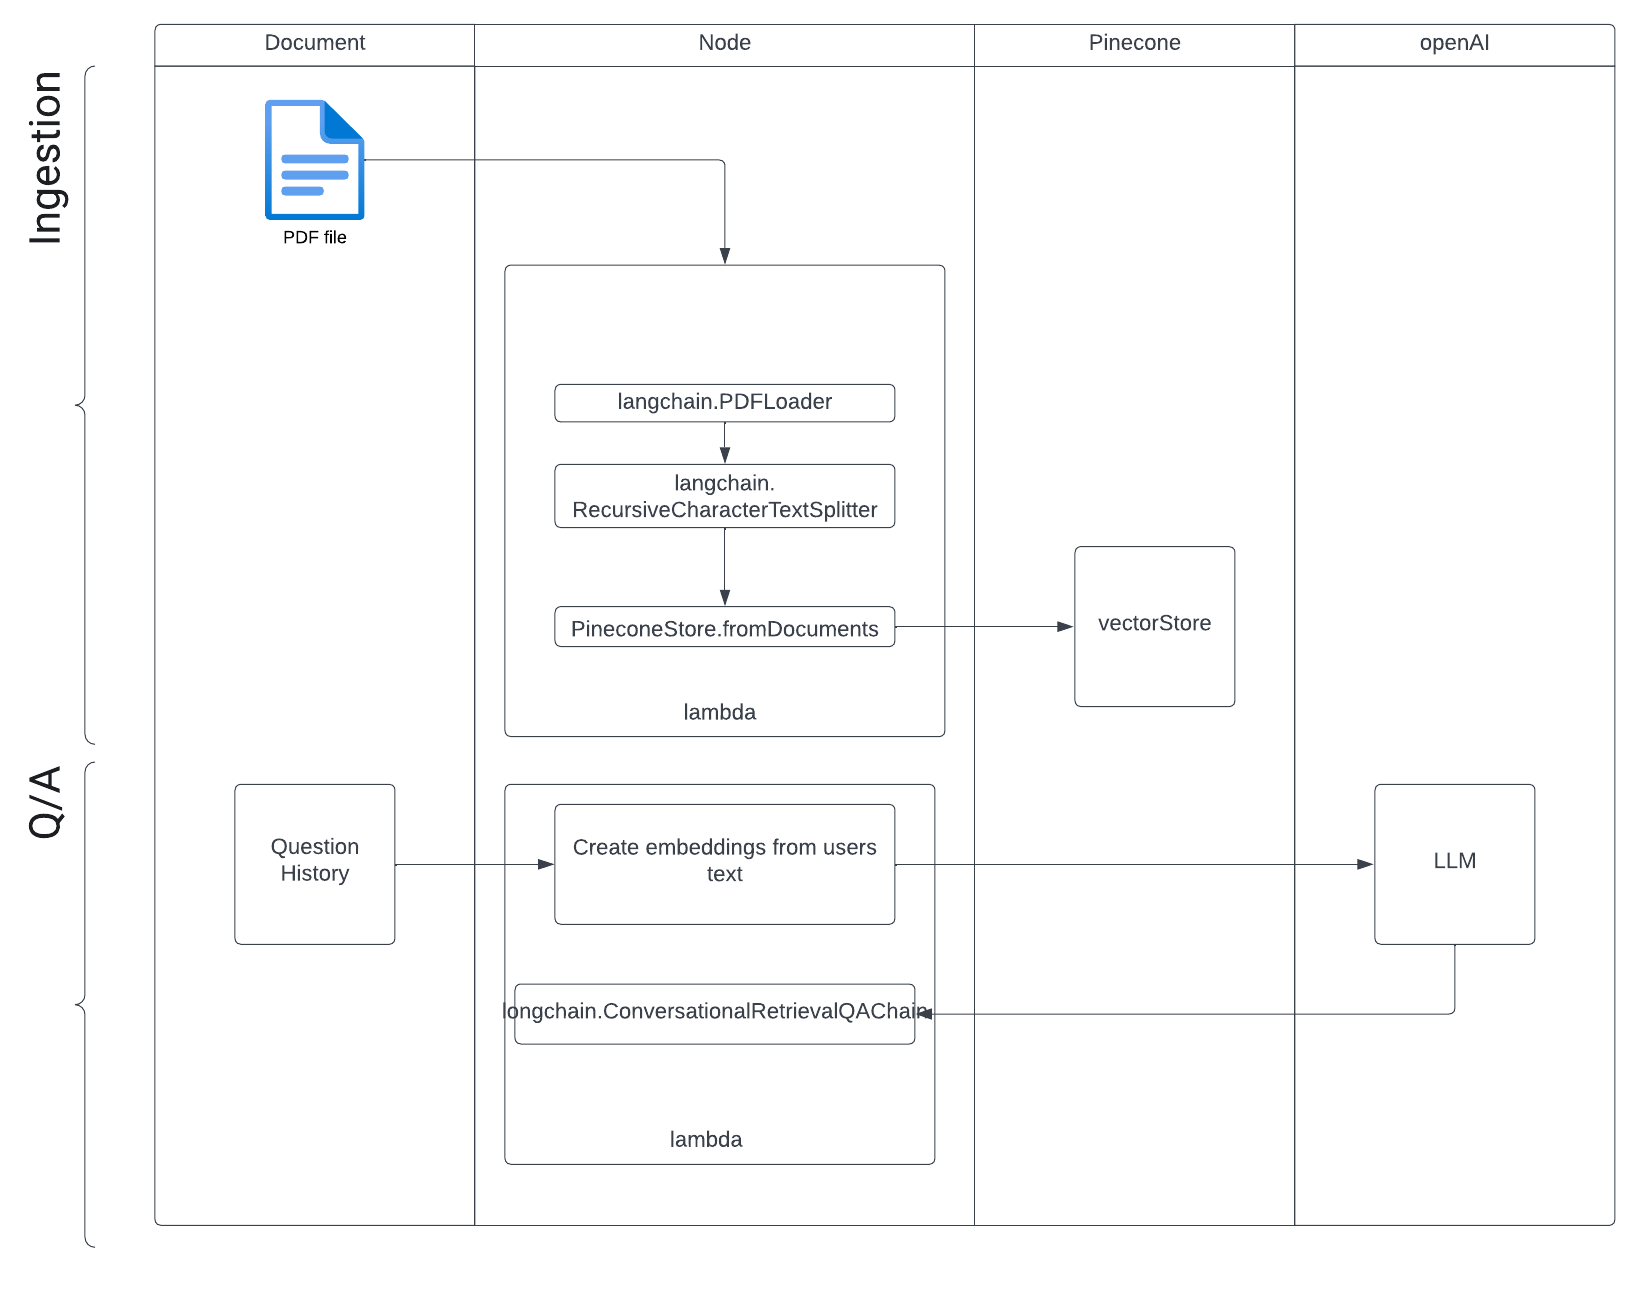 Document
Node
Pinecone
openAI
Ingestion
PDF file
langchain.PDFLoader
langchain.
RecursiveCharacterTextSplitter
PineconeStore.fromDocuments
vectorStore
lambda
Q/A
Question
History
Create embeddings from users
text
LLM
longchain.ConversationalRetrievalQAChain
lambda